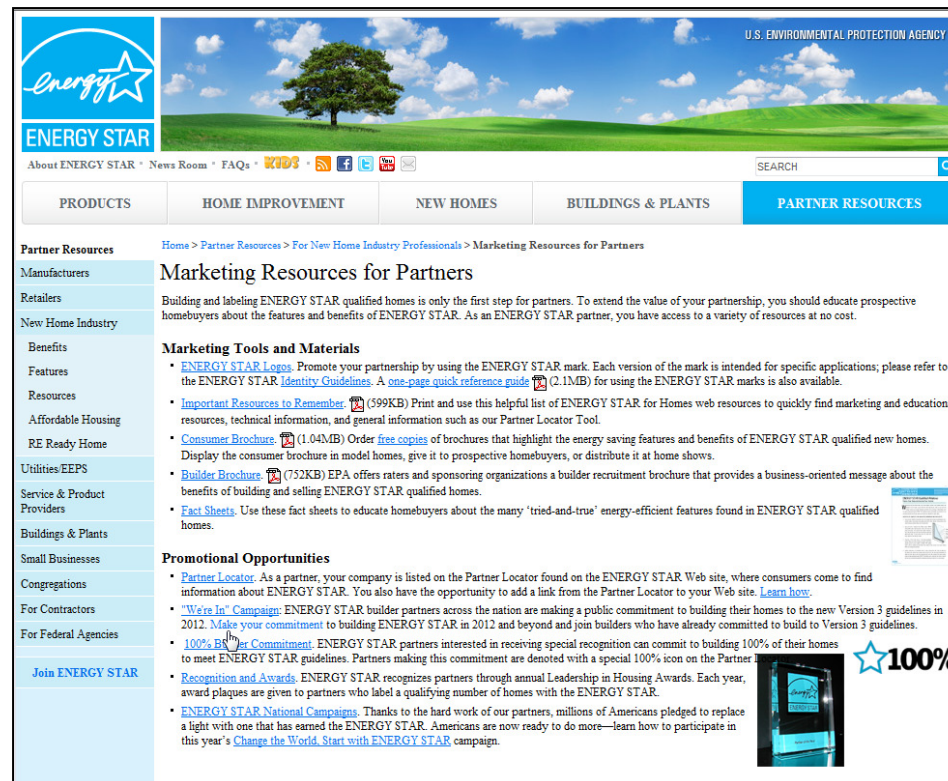 U.S. ENVIRONMENTAL PROTECTION AGENCY
energy
ENERGY STAR
About ENERGY STAR • News Room • FAQs • KIDS •
You Tube
SEARCH
PRODUCTS
HOME IMPROVEMENT
NEW HOMES
BUILDINGS & PLANTS
PARTNER RESOURCES
Partner Resources
Manufacturers
Retailers
New Home Industry
Benefits
Features
Resources
Affordable Housing
RE Ready Home
Utilities/EEPS
Service & Product
Providers
Buildings & Plants
Small Businesses
Congregations
For Contractors
For Federal Agencies
Join ENERGY STAR
Home > Partner Resources > For New Home Industry Professionals > Marketing Resources for Partners
Marketing Resources for Partners
Building and labeling ENERGY STAR qualified homes is only the first step for partners. To extend the value of your partnership, you should educate prospective
homebuyers about the features and benefits of ENERGY STAR. As an ENERGY STAR partner, you have access to a variety of resources at no cost.
Marketing Tools and Materials
▪ ENERGY STAR Logos. Promote your partnership by using the ENERGY STAR mark. Each version of the mark is intended for specific applications; please refer to
the ENERGY STAR Identity Guidelines. A one-page quick reference guide (2.1MB) for using the ENERGY STAR marks is also available.
▪ Important Resources to Remember. (599KB) Print and use this helpful list of ENERGY STAR for Homes web resources to quickly find marketing and education
resources, technical information, and general information such as our Partner Locator Tool.
▪ Consumer Brochure. (1.04MB) Order free copies of brochures that highlight the energy saving features and benefits of ENERGY STAR qualified new homes.
Display the consumer brochure in model homes, give it to prospective homebuyers, or distribute it at home shows.
▪ Builder Brochure. (752KB) EPA offers raters and sponsoring organizations a builder recruitment brochure that provides a business-oriented message about the
benefits of building and selling ENERGY STAR qualified homes.
▪ Fact Sheets. Use these fact sheets to educate homebuyers about the many ‘tried-and-true’ energy-efficient features found in ENERGY STAR qualified
homes.
Promotional Opportunities
▪ Partner Locator. As a partner, your company is listed on the Partner Locator found on the ENERGY STAR Web site, where consumers come to find
information about ENERGY STAR. You also have the opportunity to add a link from the Partner Locator to your Web site. Learn how.
▪ "We're In" Campaign: ENERGY STAR builder partners across the nation are making a public commitment to building their homes to the new Version 3 guidelines in
2012. Make your commitment to building ENERGY STAR in 2012 and beyond and join builders who have already committed to build to Version 3 guidelines.
▪ 100% Builder Commitment. ENERGY STAR partners interested in receiving special recognition can commit to building 100% of their homes
to meet ENERGY STAR guidelines. Partners making this commitment are denoted with a special 100% icon on the Partner
100%
▪ Recognition and Awards. ENERGY STAR recognizes partners through annual Leadership in Housing Awards. Each year,
award plaques are given to partners who label a qualifying number of homes with the ENERGY STAR.
▪ ENERGY STAR National Campaigns. Thanks to the hard work of our partners, millions of Americans pledged to replace
a light with one that has earned the ENERGY STAR. Americans are now ready to do more—learn how to participate in
this year's Change the World, Start with ENERGY STAR campaign.